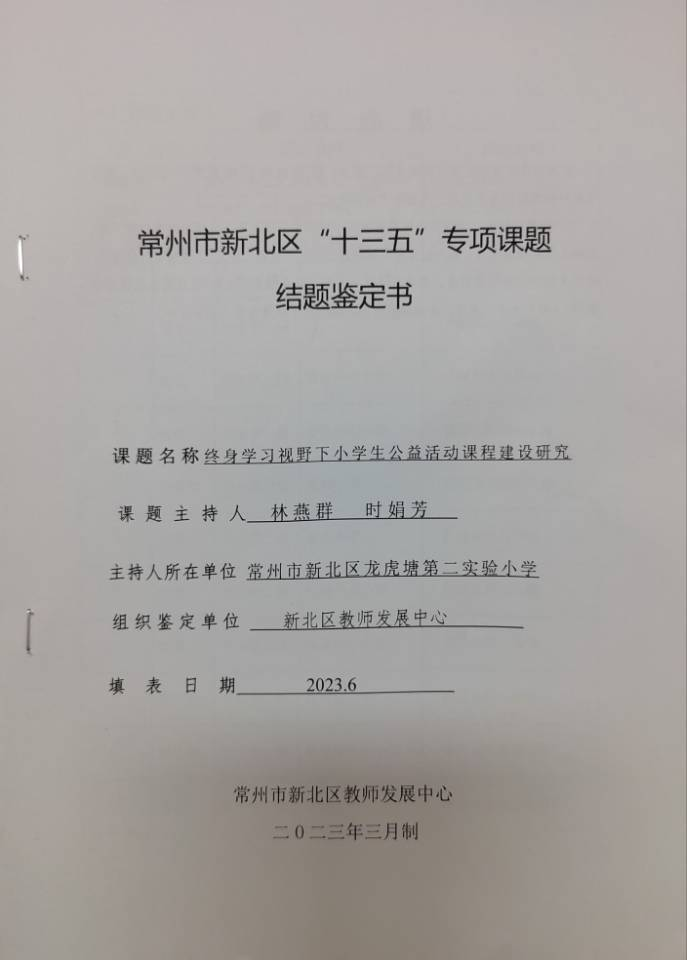 常州市新北区“十三五”专项课题
结题鉴定书
课题名称 终身学习视野下小学生公益活动课程建设研究
课题主持人 林燕群 时娟芳
主持人所在单位 常州市新北区龙虎塘第二实验小学
组织鉴定单位 新北区教师发展中心
填表日期 2023.6
常州市新北区教师发展中心
二0二三年三月制